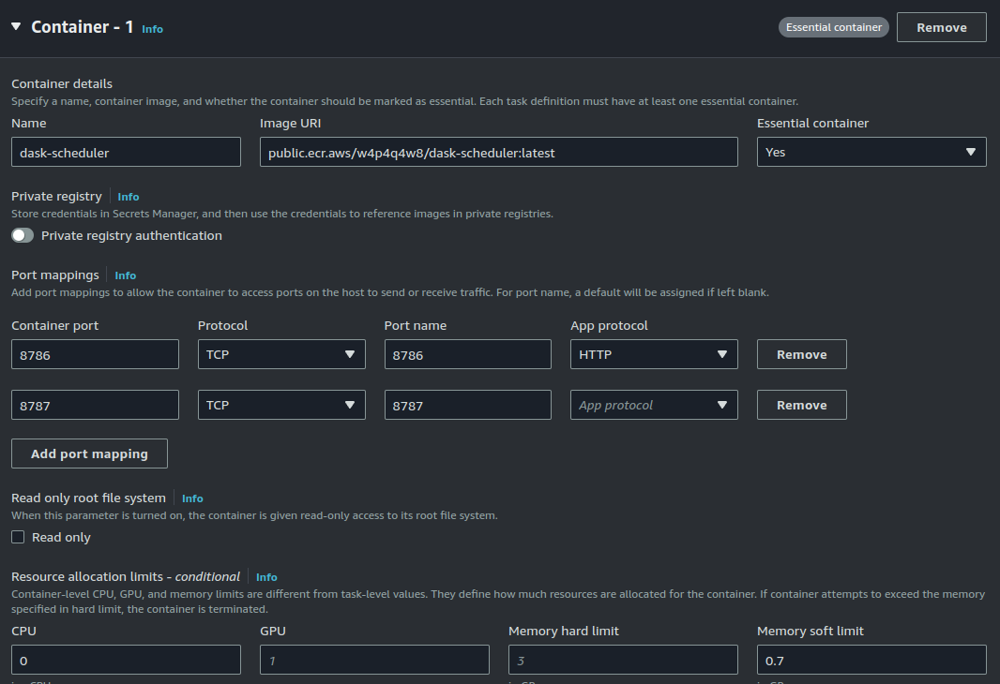 Container - 1 Info Essential container Remove
Container details
Specify a name, container image, and whether the container should be marked as essential. Each task definition must have at least one essential container.
Name Image URI Essential container
dask-scheduler public.ecr.aws/w4p4q4w8/dask-scheduler:latest Yes
Private registry Info
Store credentials in Secrets Manager, and then use the credentials to reference images in private registries.
Private registry authentication
Port mappings Info
Add port mappings to allow the container to access ports on the host to send or receive traffic. For port name, a default will be assigned if left blank.
Container port Protocol Port name App protocol
8786 TCP 8786 HTTP Remove
8787 TCP 8787 App protocol Remove
Add port mapping
Read only root file system Info
When this parameter is turned on, the container is given read-only access to its root file system.
Read only
Resource allocation limits - conditional Info
Container-level CPU, GPU, and memory limits are different from task-level values. They define how much resources are allocated for the container. If container attempts to exceed the memory
specified in hard limit, the container is terminated.
CPU GPU Memory hard limit Memory soft limit
0 1 3 0.7